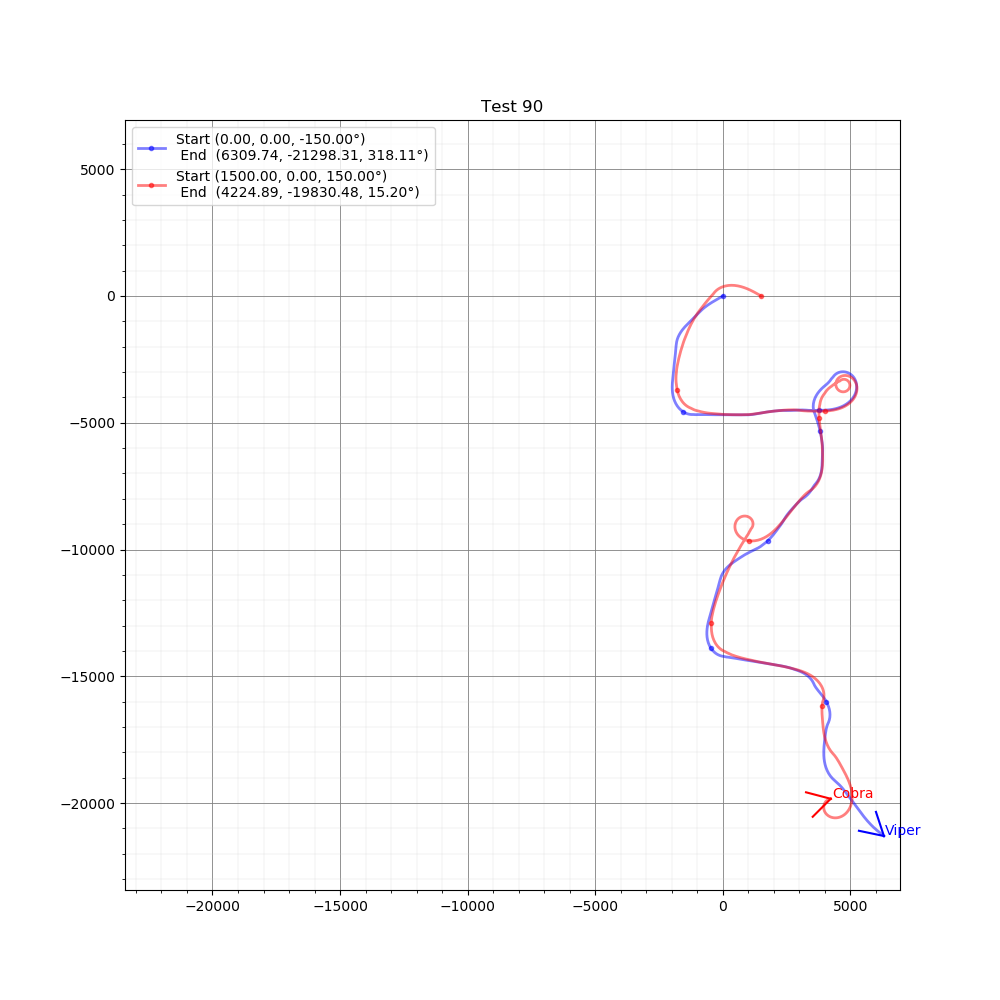 Test 90
Start (0.00, 0.00, -150.00°)
End (6309.74, -21298.31, 318.11°)
Start (1500.00, 0.00, 150.00°)
End (4224.89, -19830.48, 15.20°)
5000
0
−5000
−10000
−15000
−20000
Cobra
Viper
−20000 −15000 −10000 −5000 0 5000